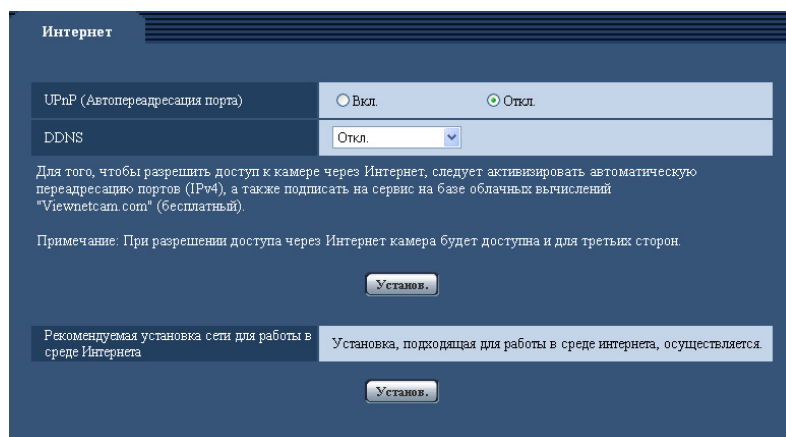 Интернет
UPnP (Автопереадресация порта)
Вкл.
Откл.
DDNS
Откл.
Для того, чтобы разрешить доступ к камере через Интернет, следует активизировать автоматическую
переадресацию портов (IPv4), а также подписать на сервис на базе облачных вычислений
"Viewnetcam.com" (бесплатный).
Примечание: При разрешении доступа через Интернет камера будет доступна и для третьих сторон.
Установ.
Рекомендуемая установка сети для работы в
среде Интернета
Установка, подходящая для работы в среде интернета, осуществляется.
Установ.